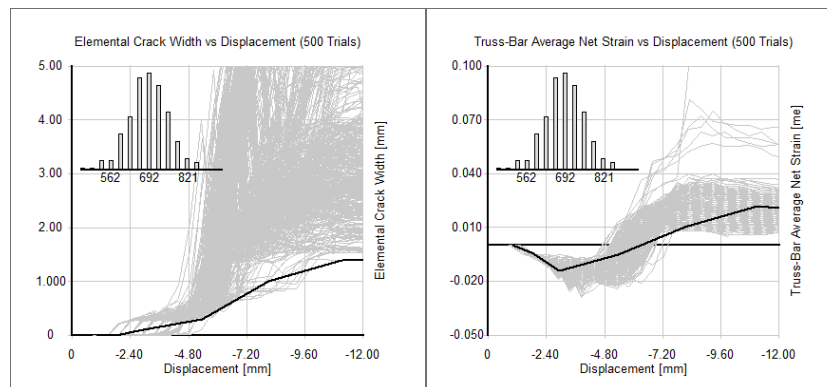 Elemental Crack Width vs Displacement (500 Trials)
5.00
4.00
3.00
2.00
1.000
0
562 692 821
Elemental Crack Width [mm]
0 -2.40 -4.80 -7.20 -9.60 -12.00
Displacement [mm]
Truss-Bar Average Net Strain vs Displacement (500 Trials)
0.100
0.070
0.040
0.010
-0.020
-0.050
562 692 821
Truss-Bar Average Net Strain [me]
0 -2.40 -4.80 -7.20 -9.60 -12.00
Displacement [mm]